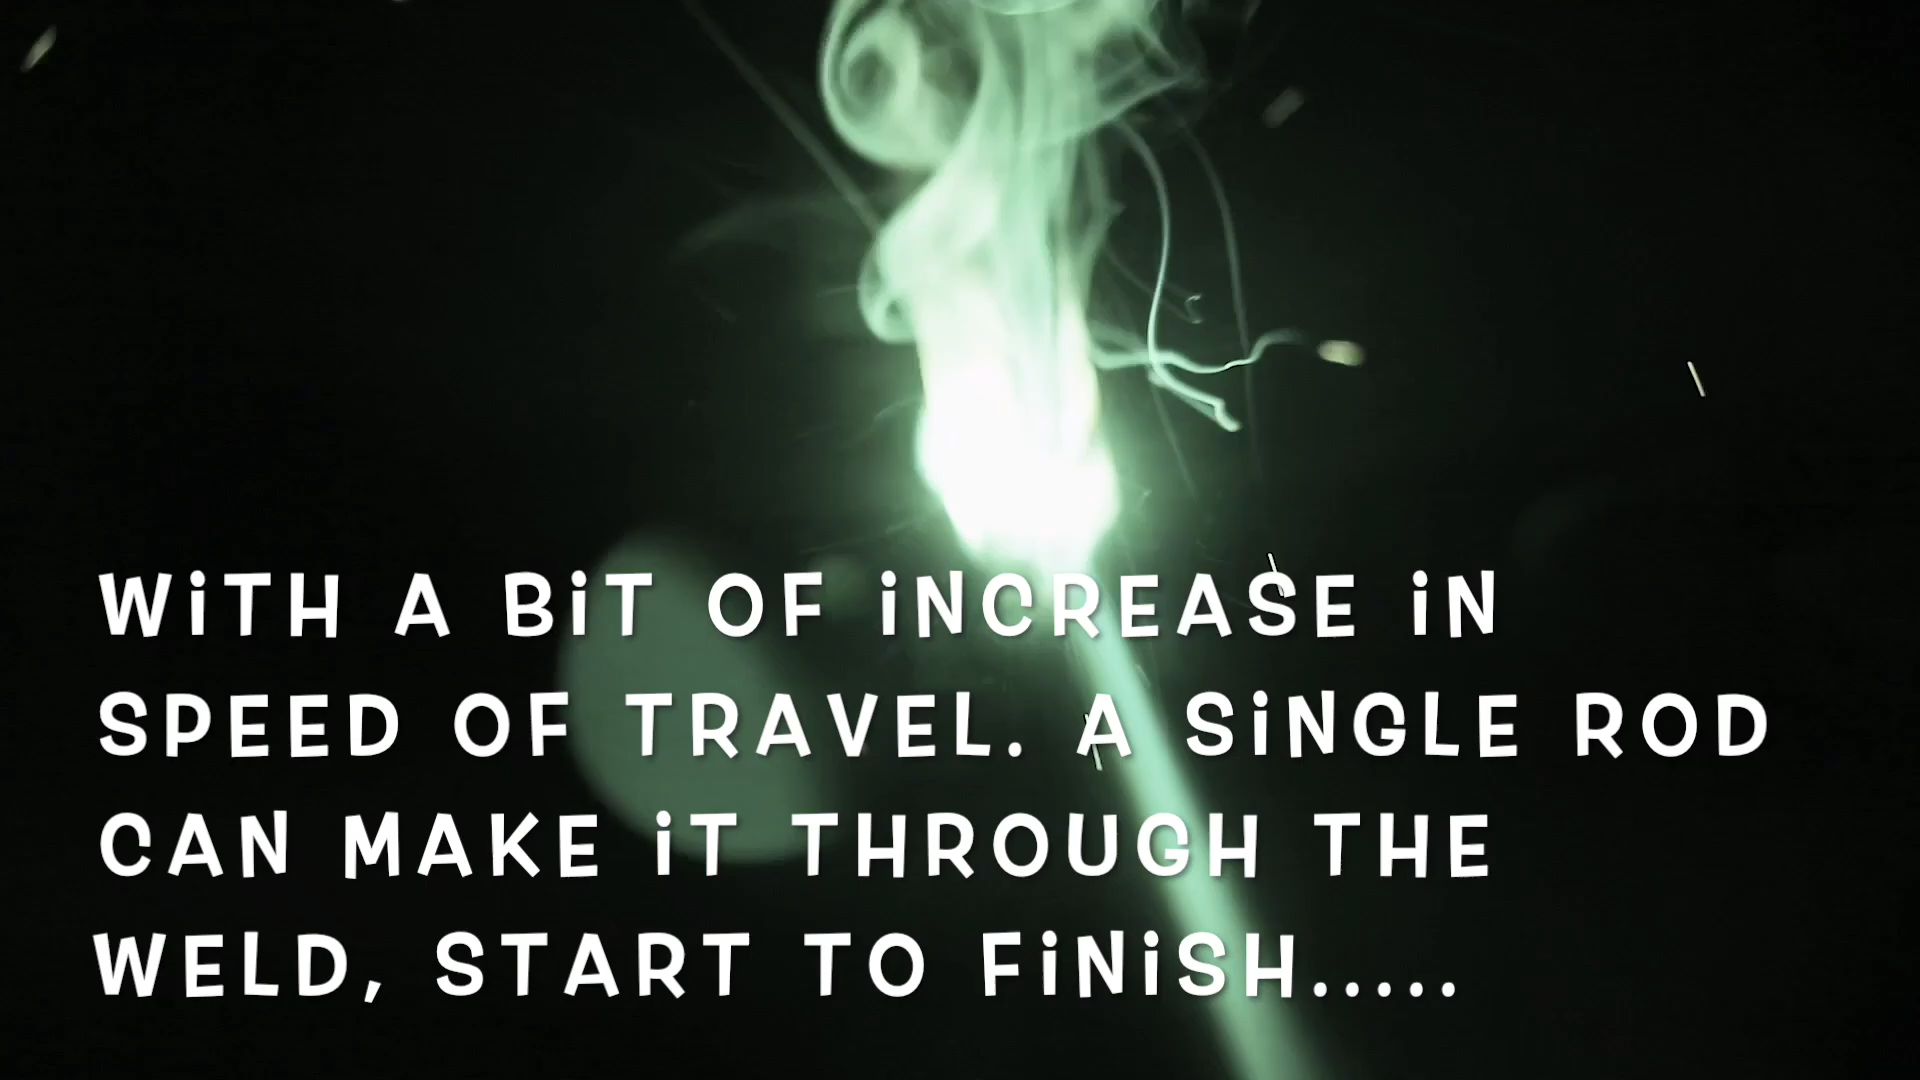 WiTH A BiT OF iNCREASE iN
SPEED OF TRAVEL. A SiNGLE ROD
CAN MAKE iT THROUGH THE
WELD, START TO FiNiSH.....